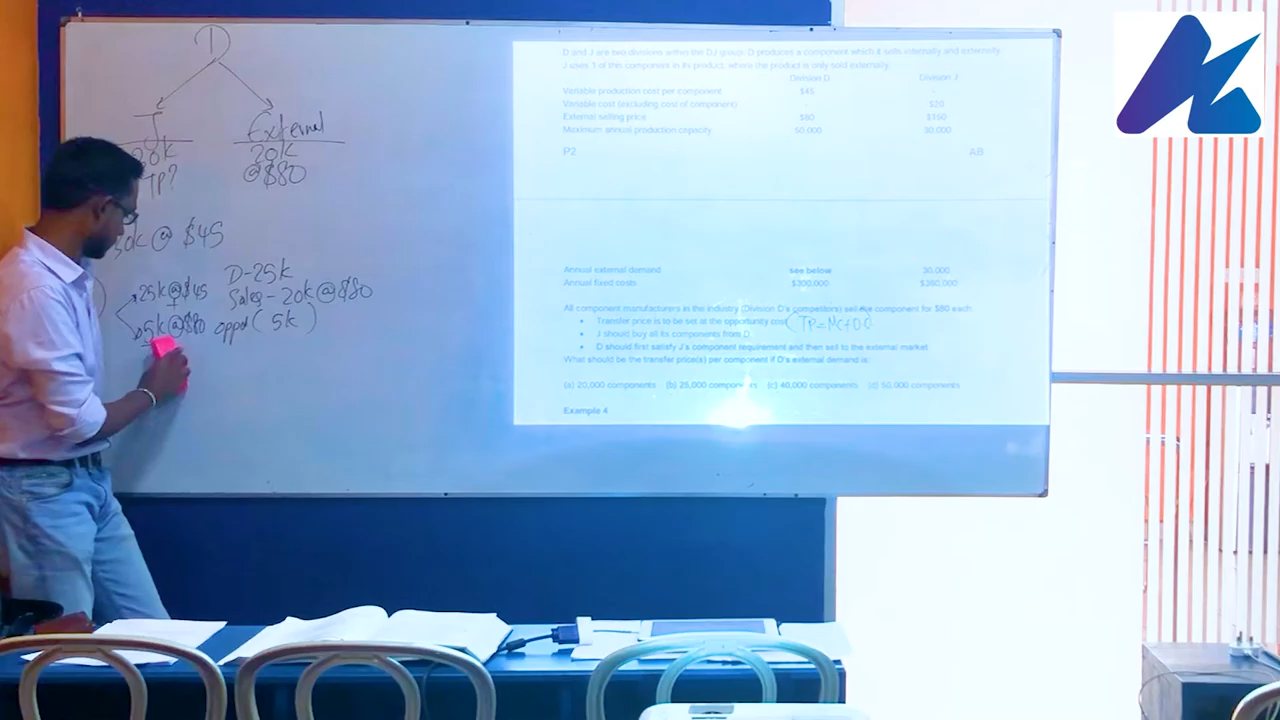 D
J
External
20k
@$80
TP?
30k @ $45
25k@$45
D-25k
Sales-20k@$80
5k@$80
oppd (5k)
D and J are two divisions within the DJ group. D produces a component which it sells internally and externally.
J uses 1 of this component in its product, where the product is only sold externally.
Division D Division J
Variable production cost per component $45 -
Variable cost (excluding cost of component) - $20
External selling price $80 $150
Maximum annual production capacity 50,000 30,000
P2 AB
Annual external demand see below 30,000
Annual fixed costs $300,000 $360,000
All component manufacturers in the industry (Division D's competitors) sell the component for $80 each.
• Transfer price is to be set at the opportunity cost (TP=MC+OC)
• J should buy all its components from D
• D should first satisfy J's component requirement and then sell to the external market
What should be the transfer price(s) per component if D's external demand is:
(a) 20,000 components (b) 25,000 components (c) 40,000 components (d) 50,000 components
Example 4